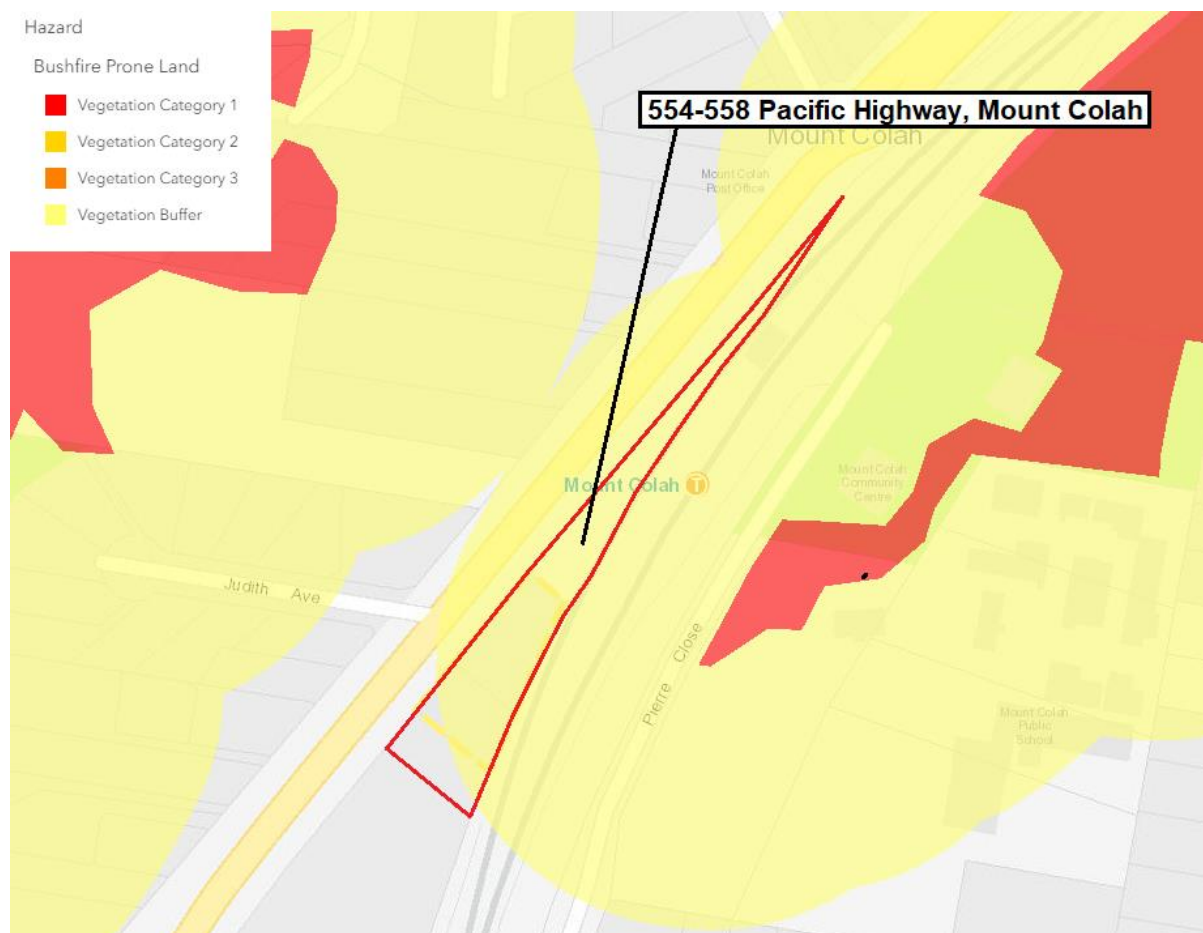 Hazard
Bushfire Prone Land
Vegetation Category 1
Vegetation Category 2
Vegetation Category 3
Vegetation Buffer
554-558 Pacific Highway, Mount Colah
Mount Colah
Mount Colah
Post Office
Mount Colah T
Mount Colah
Community
Centre
Judith Ave
Pierre Close
Mount Colah
Public
School